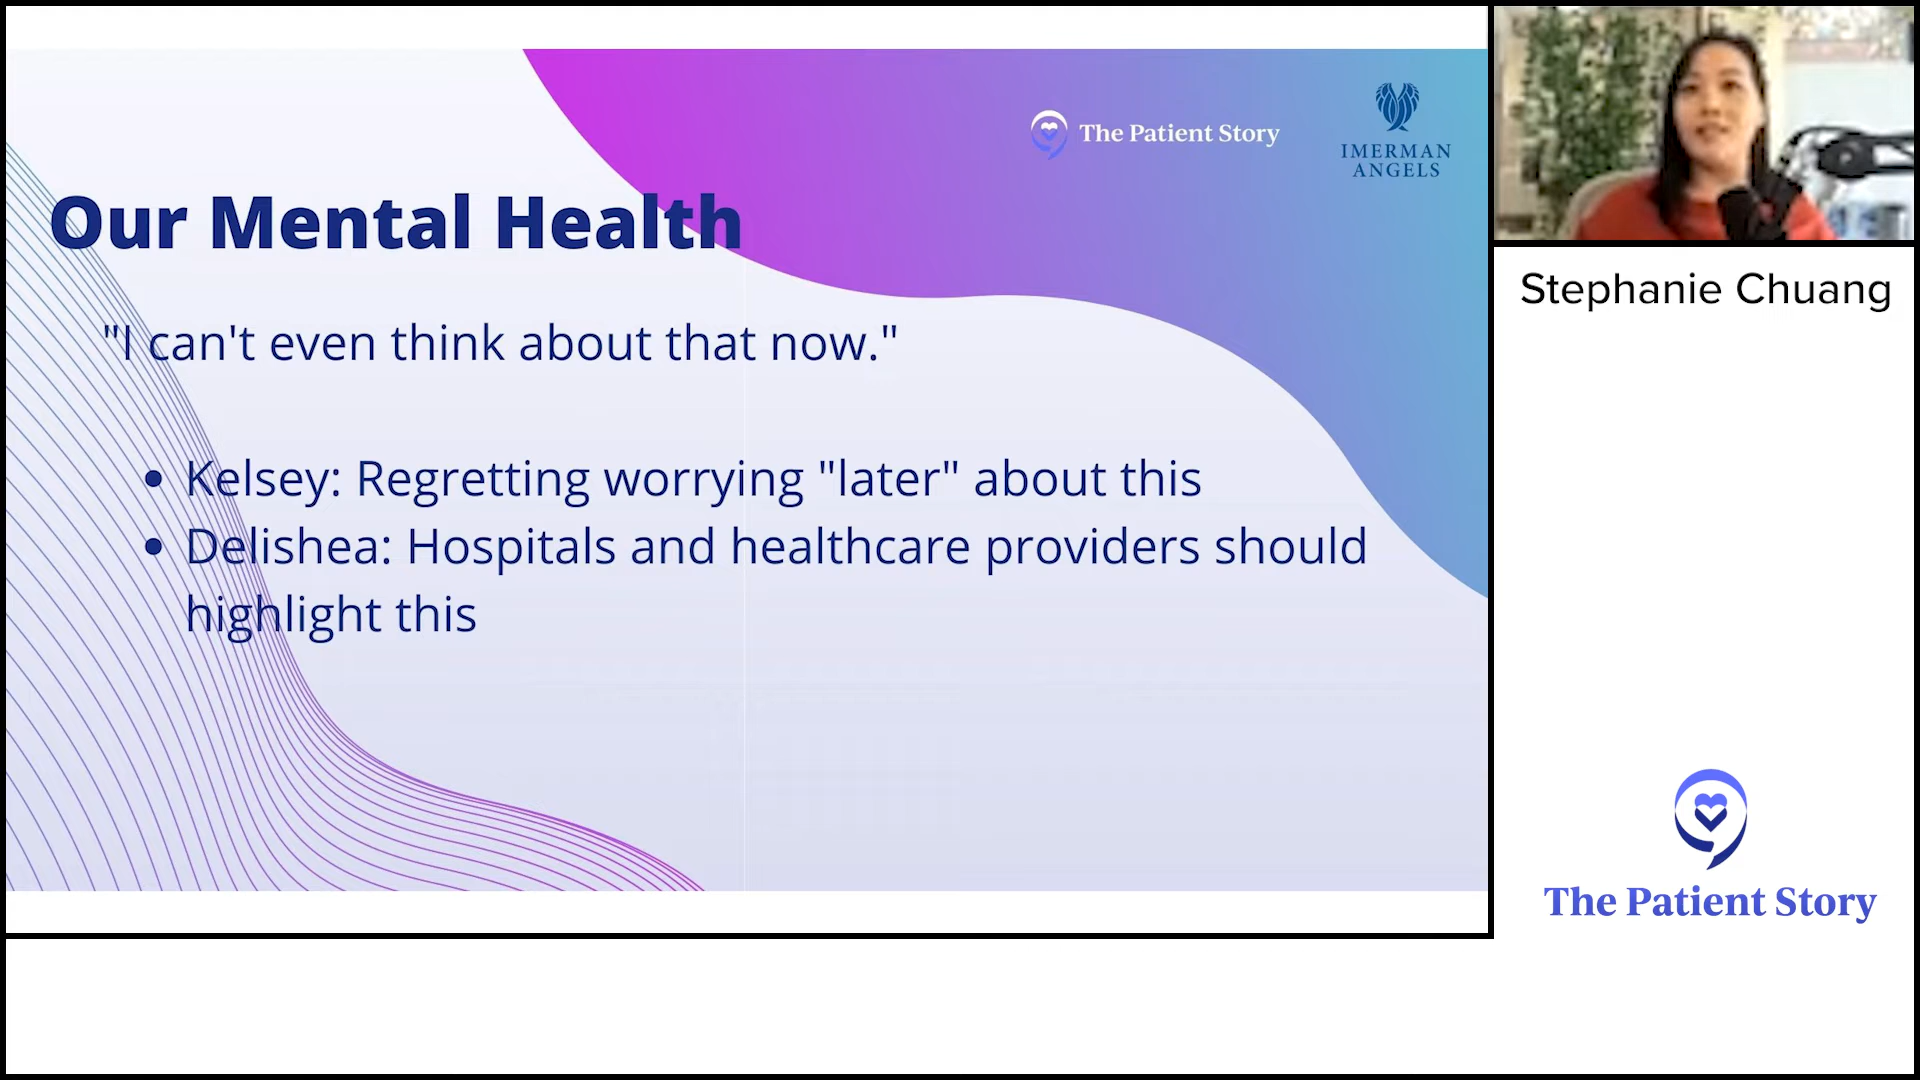 The Patient Story
IMERMAN
ANGELS
Our Mental Health
"I can't even think about that now."
• Kelsey: Regretting worrying "later" about this
• Delishea: Hospitals and healthcare providers should
highlight this
Stephanie Chuang
The Patient Story